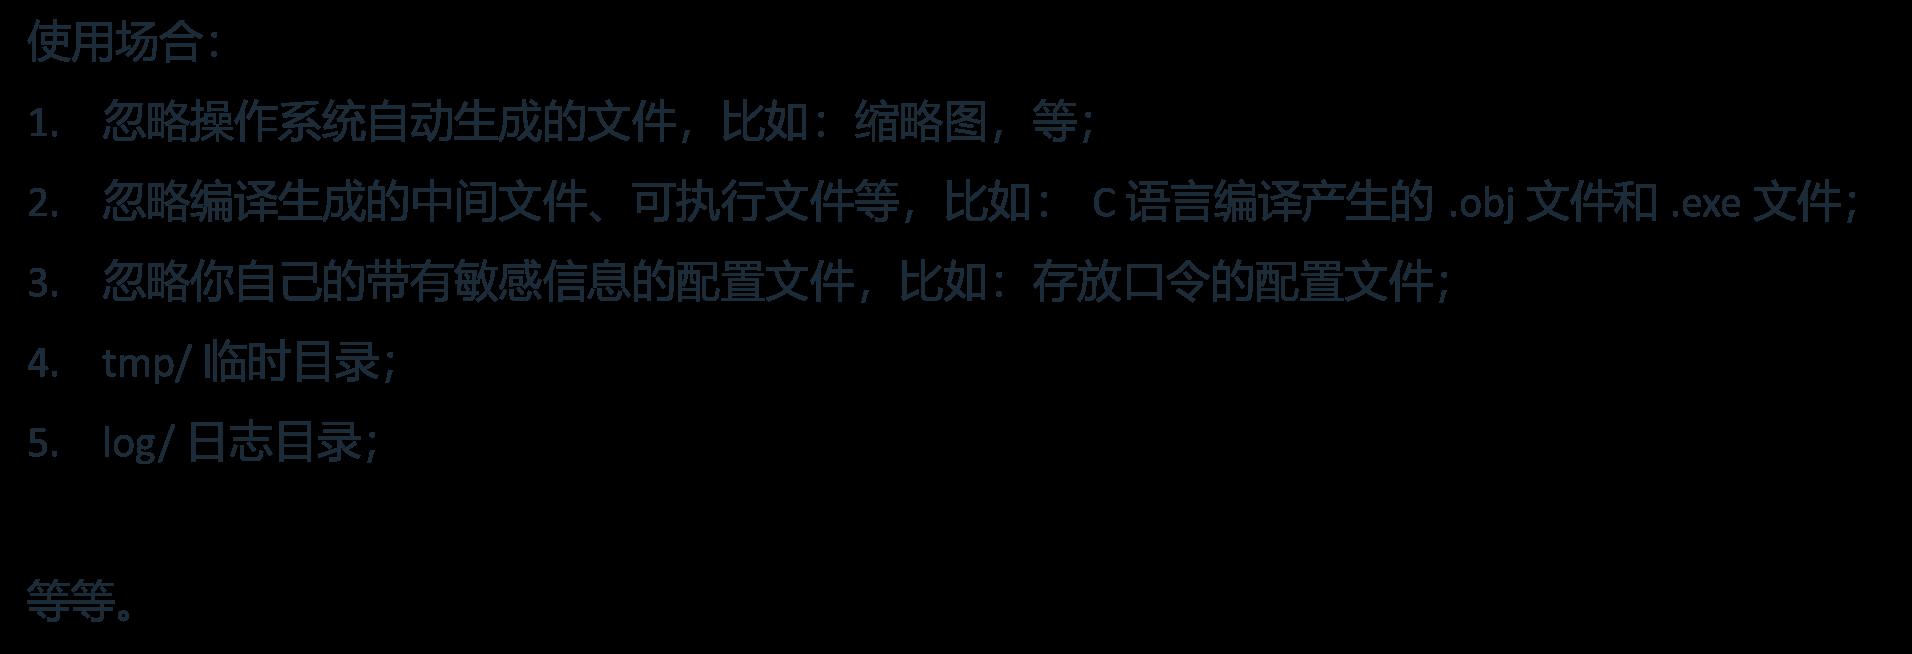 使用场合：
1. 忽略操作系统自动生成的文件，比如：缩略图，等；
2. 忽略编译生成的中间文件、可执行文件等，比如： C 语言编译产生的 .obj 文件和 .exe 文件；
3. 忽略你自己的带有敏感信息的配置文件，比如：存放口令的配置文件；
4. tmp/ 临时目录；
5. log/ 日志目录；
等等。